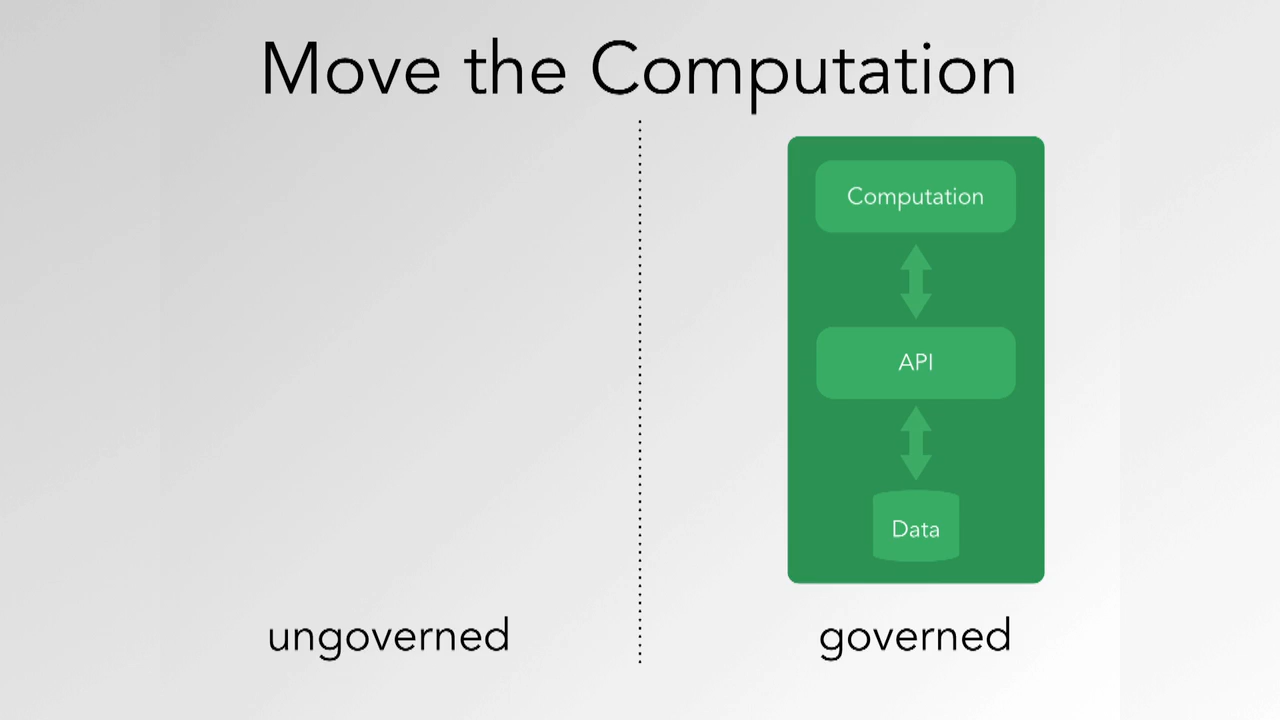 Move the Computation
Computation
API
Data
ungoverned
governed